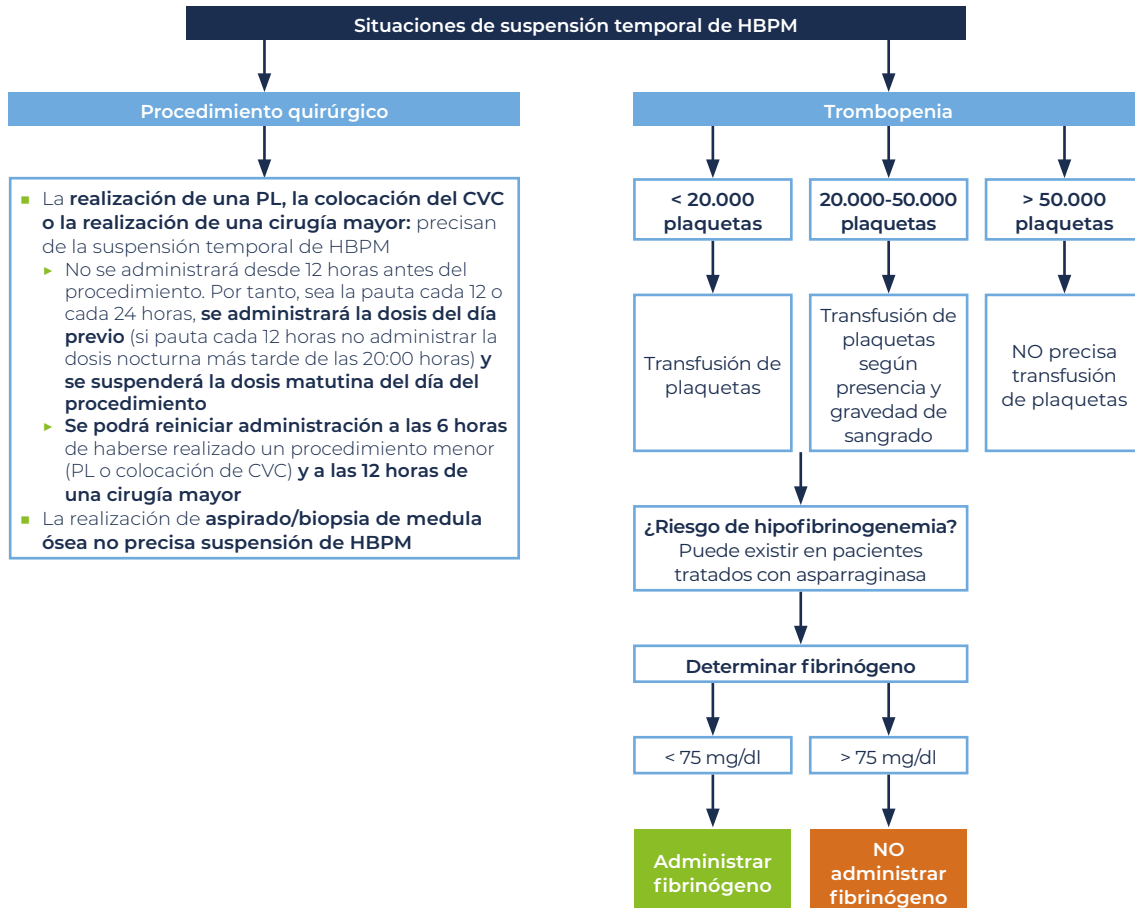 Situaciones de suspensión temporal de HBPM
Procedimiento quirúrgico
■ La realización de una PL, la colocación del CVC
o la realización de una cirugía mayor: precisan
de la suspensión temporal de HBPM
► No se administrará desde 12 horas antes del
procedimiento. Por tanto, sea la pauta cada 12 o
cada 24 horas, se administrará la dosis del día
previo (si pauta cada 12 horas no administrar la
dosis nocturna más tarde de las 20:00 horas) y
se suspenderá la dosis matutina del día del
procedimiento
► Se podrá reiniciar administración a las 6 horas
de haberse realizado un procedimiento menor
(PL o colocación de CVC) y a las 12 horas de
una cirugía mayor
■ La realización de aspirado/biopsia de medula
ósea no precisa suspensión de HBPM
Trombopenia
< 20.000
plaquetas
Transfusión de
plaquetas
20.000-50.000
plaquetas
Transfusión de
plaquetas
según
presencia y
gravedad de
sangrado
> 50.000
plaquetas
NO precisa
transfusión
de plaquetas
¿Riesgo de hipofibrinogenemia?
Puede existir en pacientes
tratados con asparraginasa
Determinar fibrinógeno
< 75 mg/dl
Administrar
fibrinógeno
> 75 mg/dl
NO
administrar
fibrinógeno